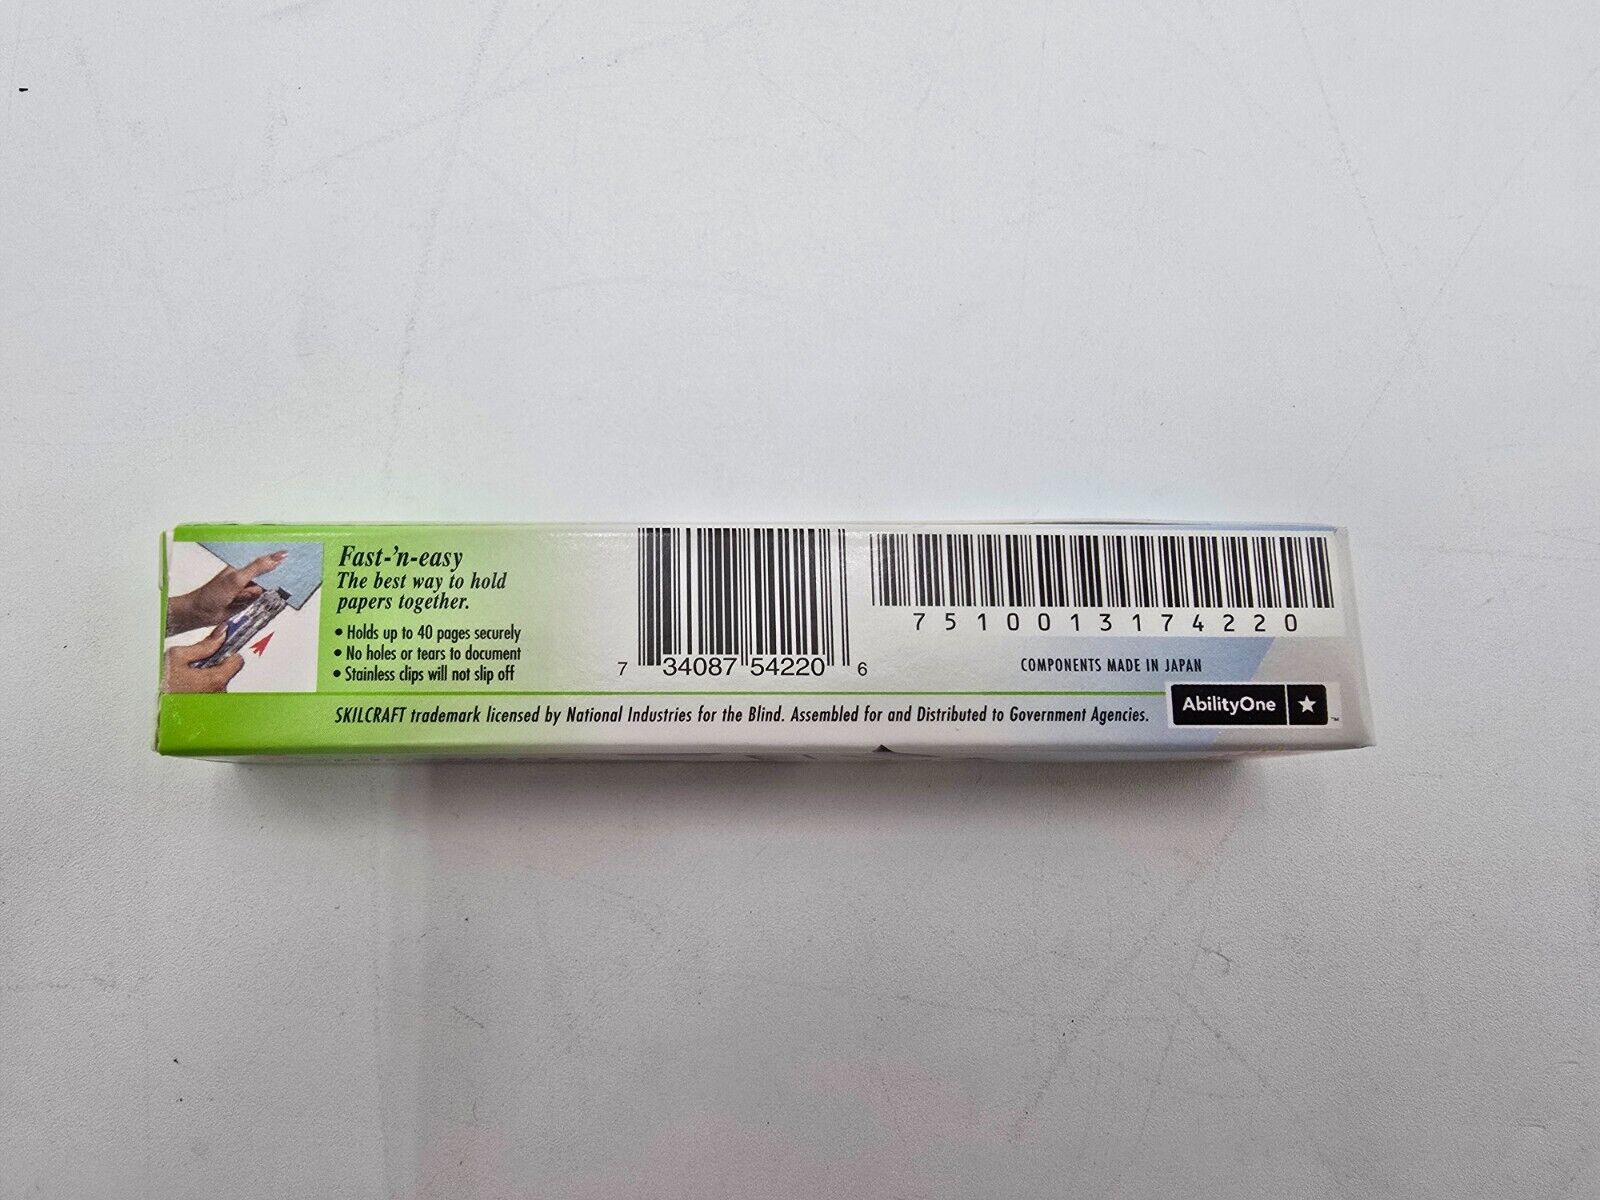 Fast-'n-easy
The best way to hold
papers together.
• Holds up to 40 pages securely
• No holes or tears to document
• Stainless clips will not slip off
7 34087 54220 6
7510013174220
COMPONENTS MADE IN JAPAN
SKILCRAFT trademark licensed by National Industries for the Blind. Assembled for and Distributed to Government Agencies.
AbilityOne
™